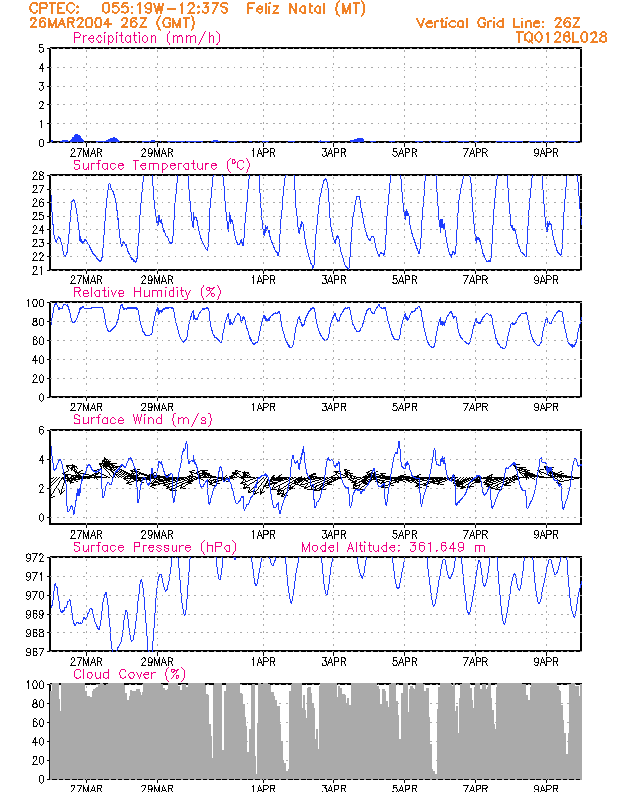 CPTEC: 055:19W-12:37S Feliz Natal (MT)
26MAR2004 26Z (GMT) Vertical Grid Line: 26Z
Precipitation (mm/h) TQ0126L028
5
4
3
2
1
0
27MAR 29MAR 1APR 3APR 5APR 7APR 9APR
Surface Temperature (°C)
28
27
26
25
24
23
22
21
27MAR 29MAR 1APR 3APR 5APR 7APR 9APR
Relative Humidity (%)
100
80
60
40
20
0
27MAR 29MAR 1APR 3APR 5APR 7APR 9APR
Surface Wind (m/s)
6
4
2
0
27MAR 29MAR 1APR 3APR 5APR 7APR 9APR
Surface Pressure (hPa) Model Altitude: 361.649 m
972
971
970
969
968
967
27MAR 29MAR 1APR 3APR 5APR 7APR 9APR
Cloud Cover (%)
100
80
60
40
20
0
27MAR 29MAR 1APR 3APR 5APR 7APR 9APR